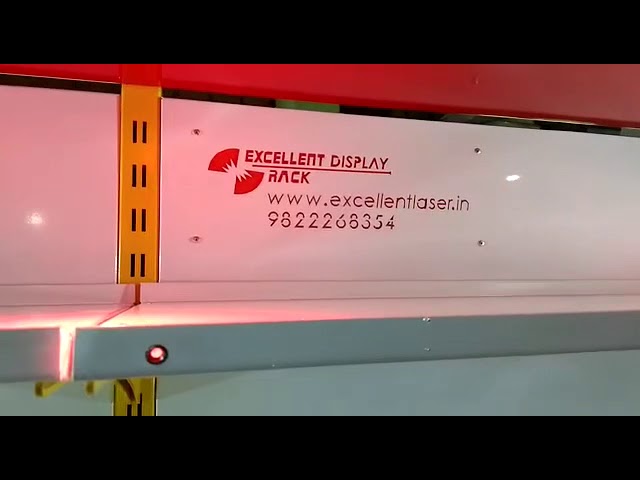 EXCELLENT DISPLAY
RACK
www.excellentlaser.in
9822268354